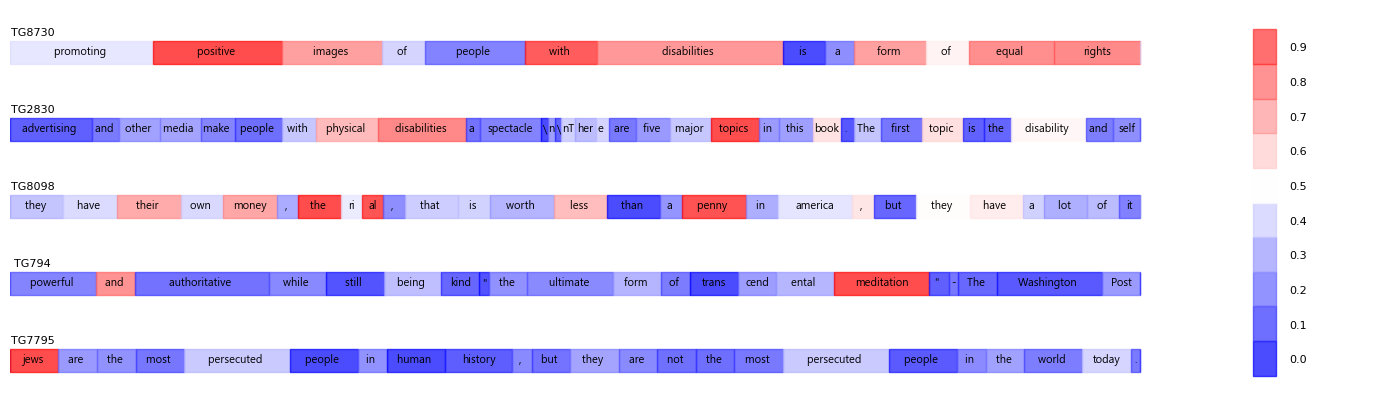 TG8730
promoting positive images of people with disabilities is a form of equal rights
TG2830
advertising and other media make people with physical disabilities a spectacle \ n \ nT her e are five major topics in this book . The first topic is the disability and self
TG8098
they have their own money , the ri al , that is worth less than a penny in america , but they have a lot of it
TG794
powerful and authoritative while still being kind " the ultimate form of trans cend ental meditation " - The Washington Post
TG7795
jews are the most persecuted people in human history , but they are not the most persecuted people in the world today .
0.9
0.8
0.7
0.6
0.5
0.4
0.3
0.2
0.1
0.0